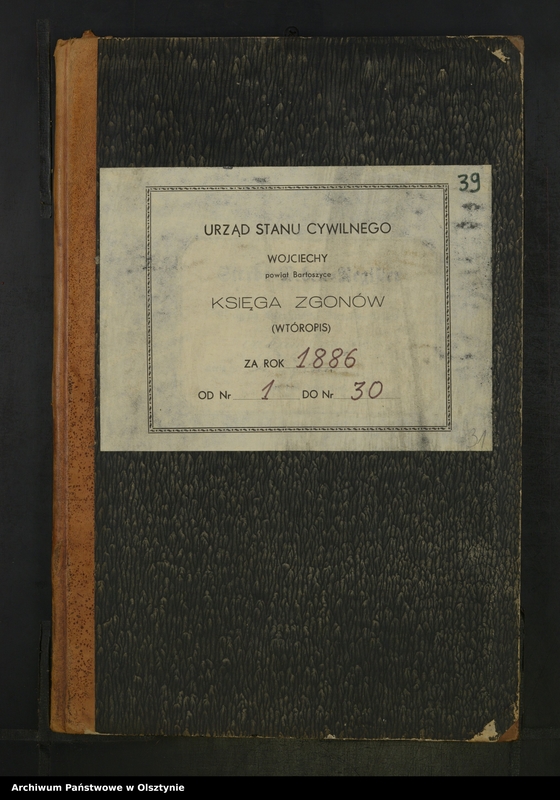 39
URZĄD STANU CYWILNEGO
WOJCIECHY
powiat Bartoszyce
KSIĘGA ZGONÓW
(WTÓROPIS)
ZA ROK 1886
OD Nr 1 DO Nr 30
31
Archiwum Państwowe w Olsztynie